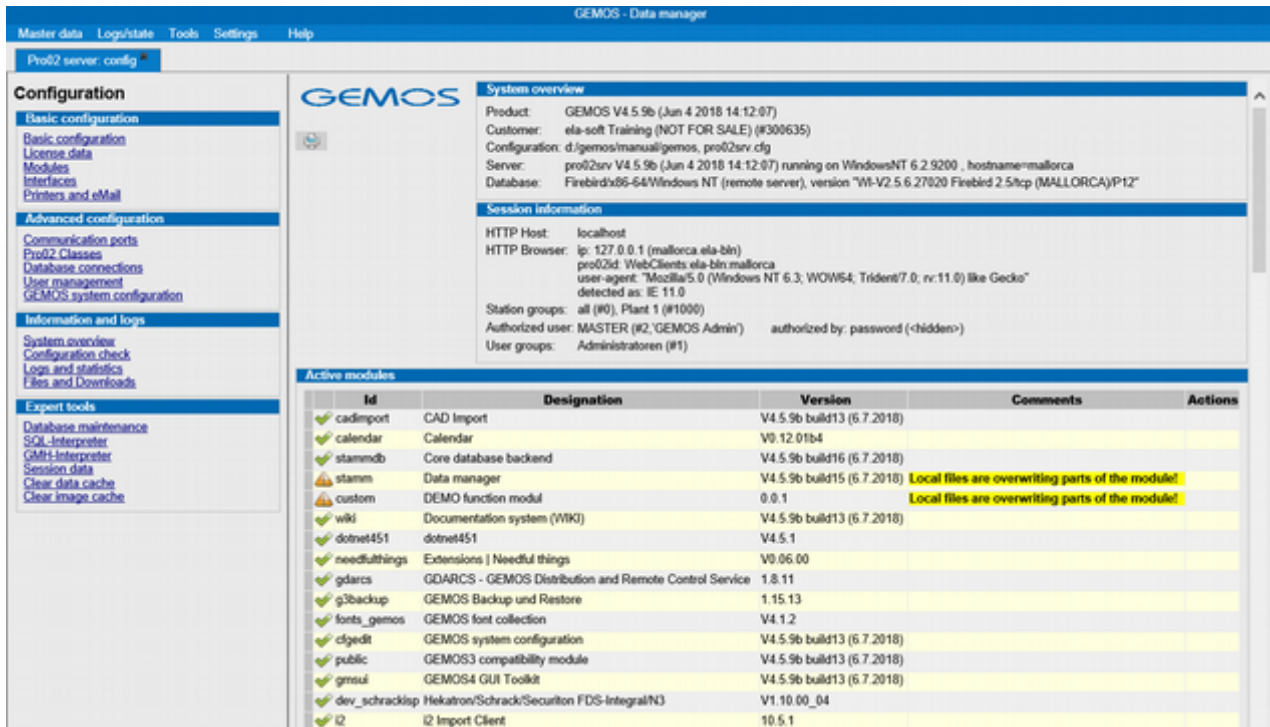 GEMOS - Data manager
Master data Logs/state Tools Settings Help
Pro02 server: config
Configuration
Basic configuration
Basic configuration
License data
Modules
Interfaces
Printers and eMail
Advanced configuration
Communication ports
Pro02 Classes
Database connections
User management
GEMOS system configuration
Information and logs
System overview
Configuration check
Logs and statistics
Files and Downloads
Expert tools
Database maintenance
SQL-Interpreter
GMH-Interpreter
Session data
Clear data cache
Clear image cache
GEMOS
System overview
Product: GEMOS V4.5.9b (Jun 4 2018 14:12:07)
Customer: ela-soft Training (NOT FOR SALE) (#300635)
Configuration: d:/gemos/manual/gemos, pro02srv.cfg
Server: pro02srv V4.5.9b (Jun 4 2018 14:12:07) running on WindowsNT 6.2.9200 , hostname=mallorca
Database: Firebird/x86-64/Windows NT (remote server), version "WI-V2.5.6.27020 Firebird 2.5/tcp (MALLORCA)/P12"
Session information
HTTP Host: localhost
HTTP Browser: ip: 127.0.0.1 (mallorca.ela-bln)
pro02id: WebClients:ela-bln:mallorca
user-agent: "Mozilla/5.0 (Windows NT 6.3; WOW64; Trident/7.0; rv:11.0) like Gecko"
detected as: IE 11.0
Station groups: all (#0), Plant 1 (#1000)
Authorized user: MASTER (#2,'GEMOS Admin') authorized by: password (<hidden>)
User groups: Administratoren (#1)
Active modules
Id Designation Version Comments Actions
cadimport CAD Import V4.5.9b build13 (6.7.2018)
calendar Calendar V0.12.01b4
stammdb Core database backend V4.5.9b build16 (6.7.2018)
stamm Data manager V4.5.9b build15 (6.7.2018) Local files are overwriting parts of the module!
custom DEMO function modul 0.0.1 Local files are overwriting parts of the module!
wiki Documentation system (WIKI) V4.5.9b build13 (6.7.2018)
dotnet451 dotnet451 V4.5.1
needfulthings Extensions | Needful things V0.06.00
gdarcs GDARCS - GEMOS Distribution and Remote Control Service 1.8.11
g3backup GEMOS Backup und Restore 1.15.13
fonts_gemos GEMOS font collection V4.1.2
cfgedit GEMOS system configuration V4.5.9b build13 (6.7.2018)
public GEMOS3 compatibility module V4.5.9b build13 (6.7.2018)
gmsui GEMOS4 GUI Toolkit V4.5.9b build13 (6.7.2018)
dev_schrackisp Hekatron/Schrack/Securiton FDS-Integral/N3 V1.10.00_04
i2 i2 Import Client 10.5.1